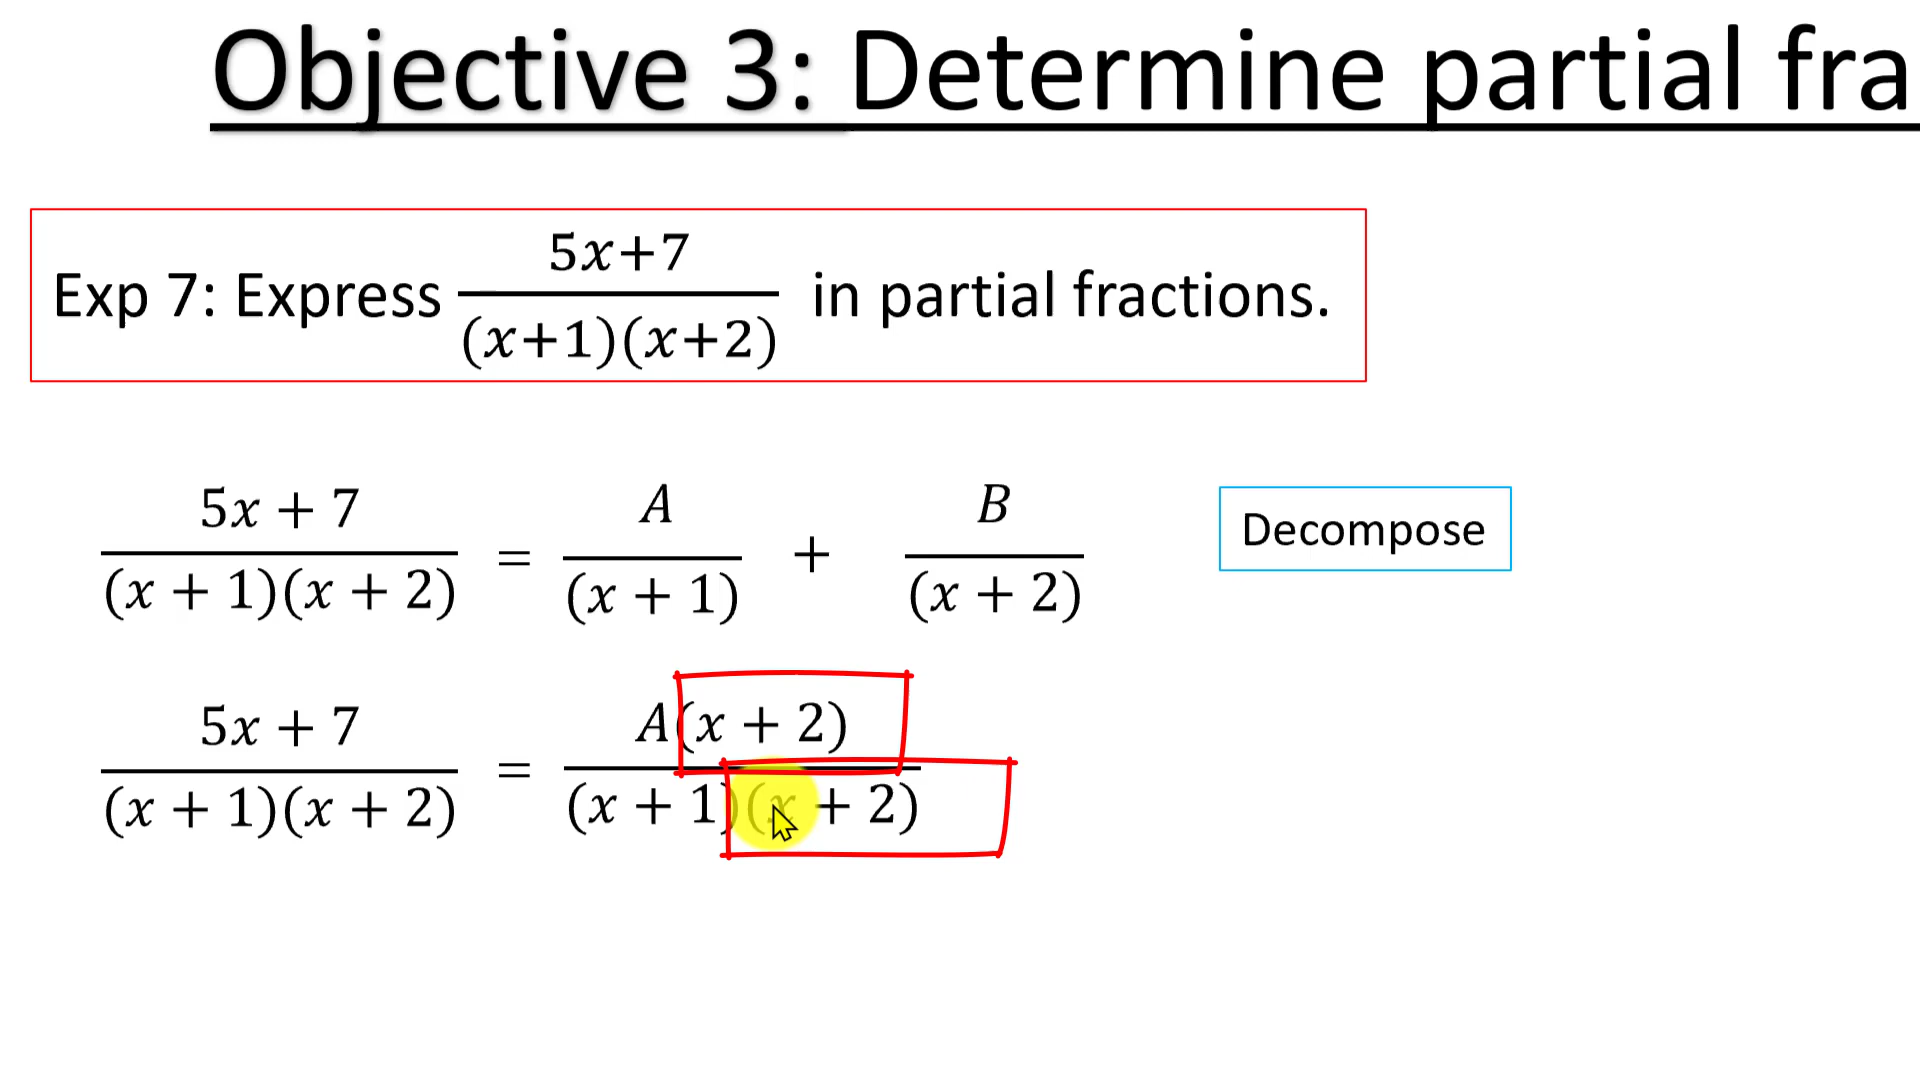 Objective 3: Determine partial fra
Exp 7: Express (5x+7)/((x+1)(x+2)) in partial fractions.
(5x + 7)/((x + 1)(x + 2)) = A/(x + 1) + B/(x + 2)
Decompose
(5x + 7)/((x + 1)(x + 2)) = A(x + 2)/((x + 1)(x + 2))